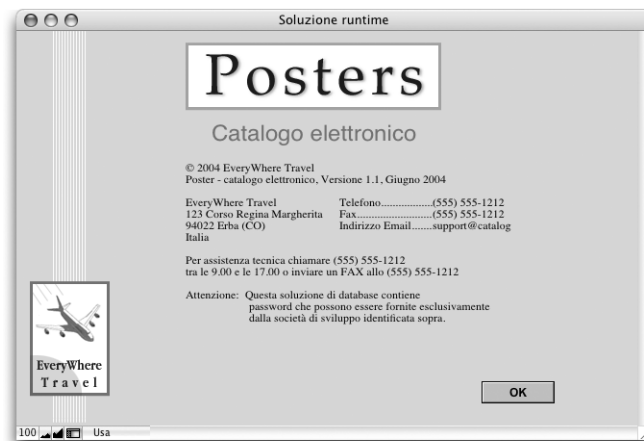 Soluzione runtime
Posters
Catalogo elettronico
© 2004 EveryWhere Travel
Poster - catalogo elettronico, Versione 1.1, Giugno 2004
EveryWhere Travel Telefono..................(555) 555-1212
123 Corso Regina Margherita Fax..........................(555) 555-1212
94022 Erba (CO) Indirizzo Email.......support@catalog
Italia
Per assistenza tecnica chiamare (555) 555-1212
tra le 9.00 e le 17.00 o inviare un FAX allo (555) 555-1212
Attenzione: Questa soluzione di database contiene
password che possono essere fornite esclusivamente
dalla società di sviluppo identificata sopra.
EveryWhere
Travel
OK
100 Usa